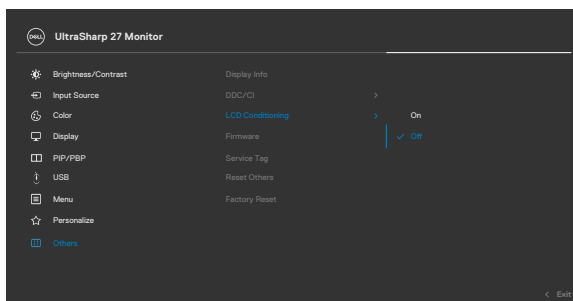 DELL UltraSharp 27 Monitor
Brightness/Contrast
Input Source
Color
Display
PIP/PBP
USB
Menu
Personalize
Others
Display Info
DDC/CI
LCD Conditioning
Firmware
Service Tag
Reset Others
Factory Reset
On
Off
Exit